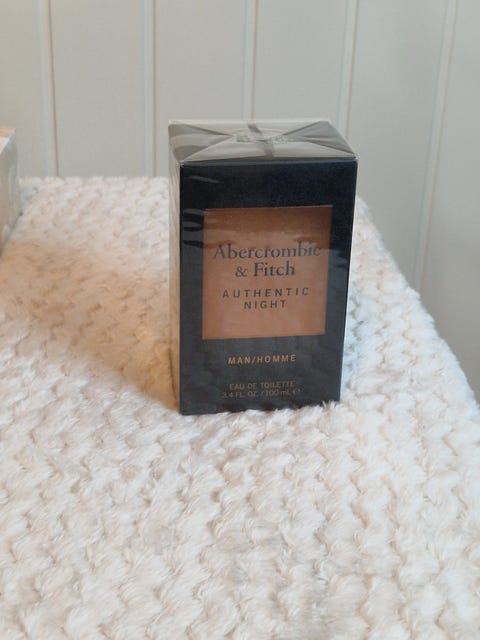 Abercrombie
& Fitch
AUTHENTIC
NIGHT
MAN/HOMME
EAU DE TOILETTE
3.4 FL. OZ / 100 mL ℮